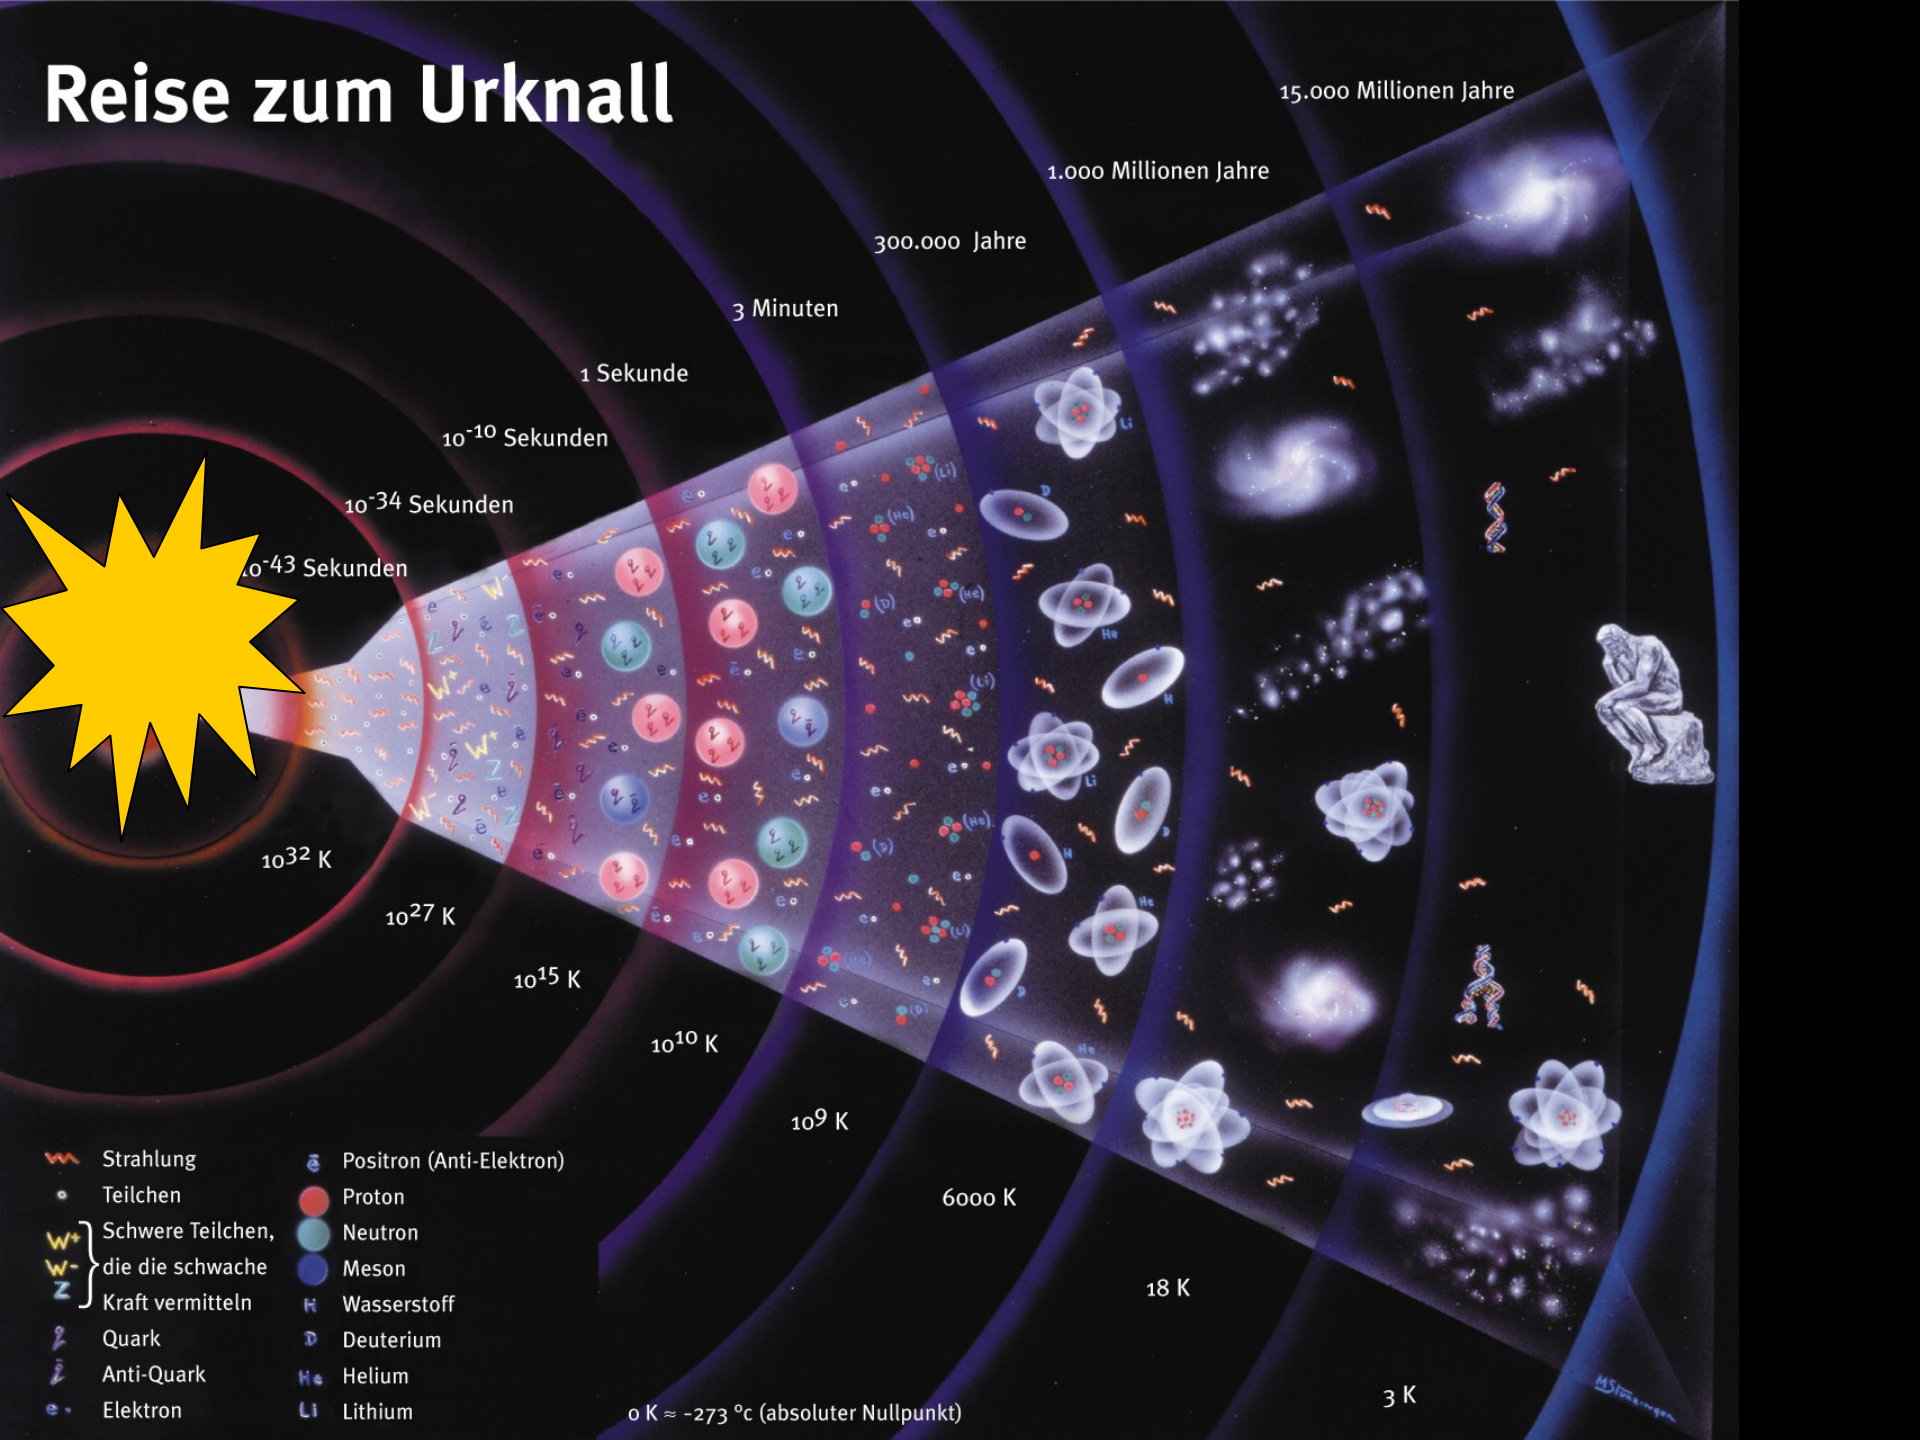 Reise zum Urknall
15.000 Millionen Jahre
1.000 Millionen Jahre
300.000 Jahre
3 Minuten
1 Sekunde
10-10 Sekunden
10-34 Sekunden
10-43 Sekunden
1032 K
1027 K
1015 K
1010 K
109 K
6000 K
18 K
3 K
Strahlung
Teilchen
W+
W-
Z
Schwere Teilchen,
die die schwache
Kraft vermitteln
Quark
Anti-Quark
e- Elektron
ē Positron (Anti-Elektron)
Proton
Neutron
Meson
H Wasserstoff
D Deuterium
He Helium
Li Lithium
0 K ≈ -273 °c (absoluter Nullpunkt)